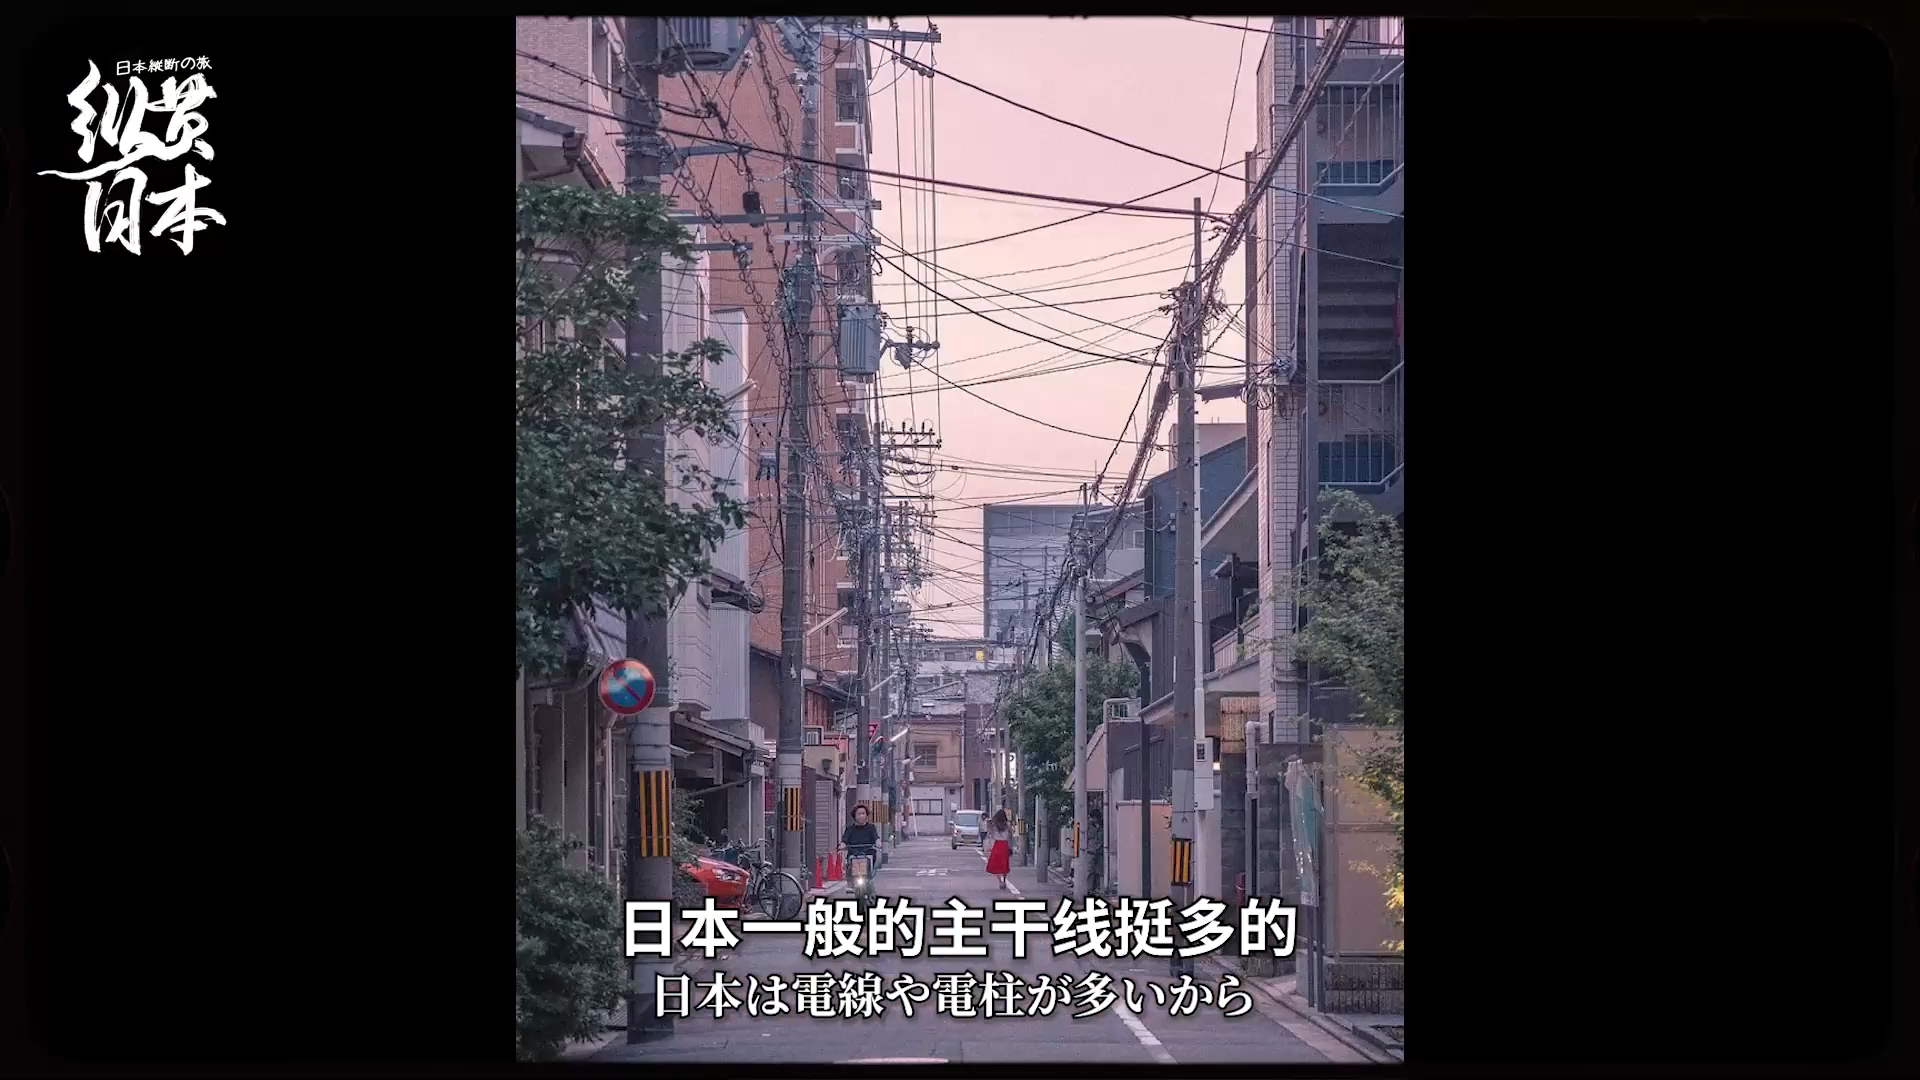 日本縦断の旅
纵贯
日本
日本一般的主干线挺多的
日本は電線や電柱が多いから